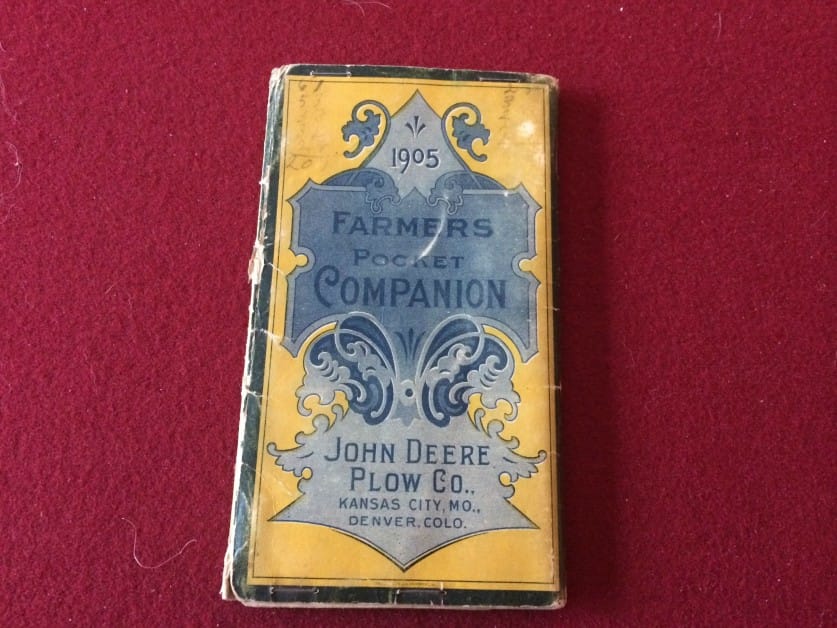 1905
FARMERS
POCKET
COMPANION
JOHN DEERE
PLOW CO.,
KANSAS CITY, MO.,
DENVER, COLO.